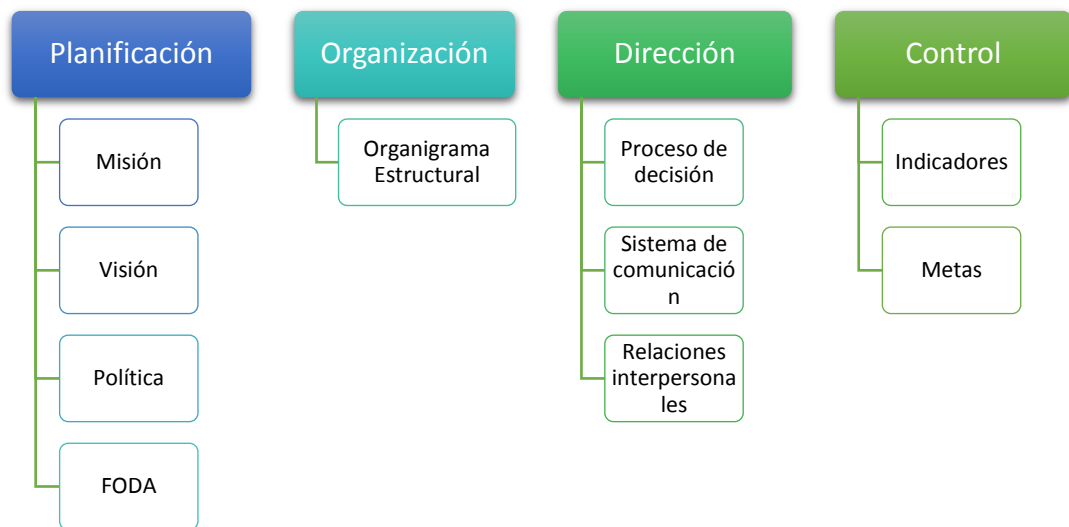 Planificación
Misión
Visión
Política
FODA
Organización
Organigrama
Estructural
Dirección
Proceso de
decisión
Sistema de
comunicació
n
Relaciones
interpersona
les
Control
Indicadores
Metas